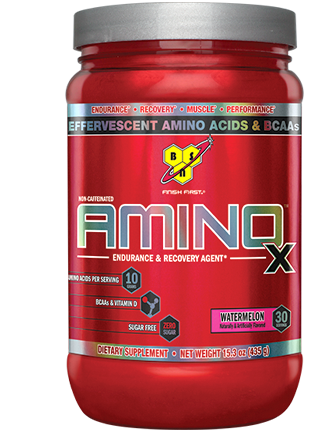 ENDURANCE* • RECOVERY* • MUSCLE* • PERFORMANCE*
EFFERVESCENT AMINO ACIDS & BCAAs
BSN
FINISH FIRST.
NON-CAFFEINATED
AMINO X
ENDURANCE & RECOVERY AGENT*
AMINO ACIDS PER SERVING 10
BCAAs & VITAMIN D
SUGAR FREE ZERO SUGAR
WATERMELON
Naturally & Artificially Flavored
30
DIETARY SUPPLEMENT • NET WEIGHT 15.3 OZ (435 g)